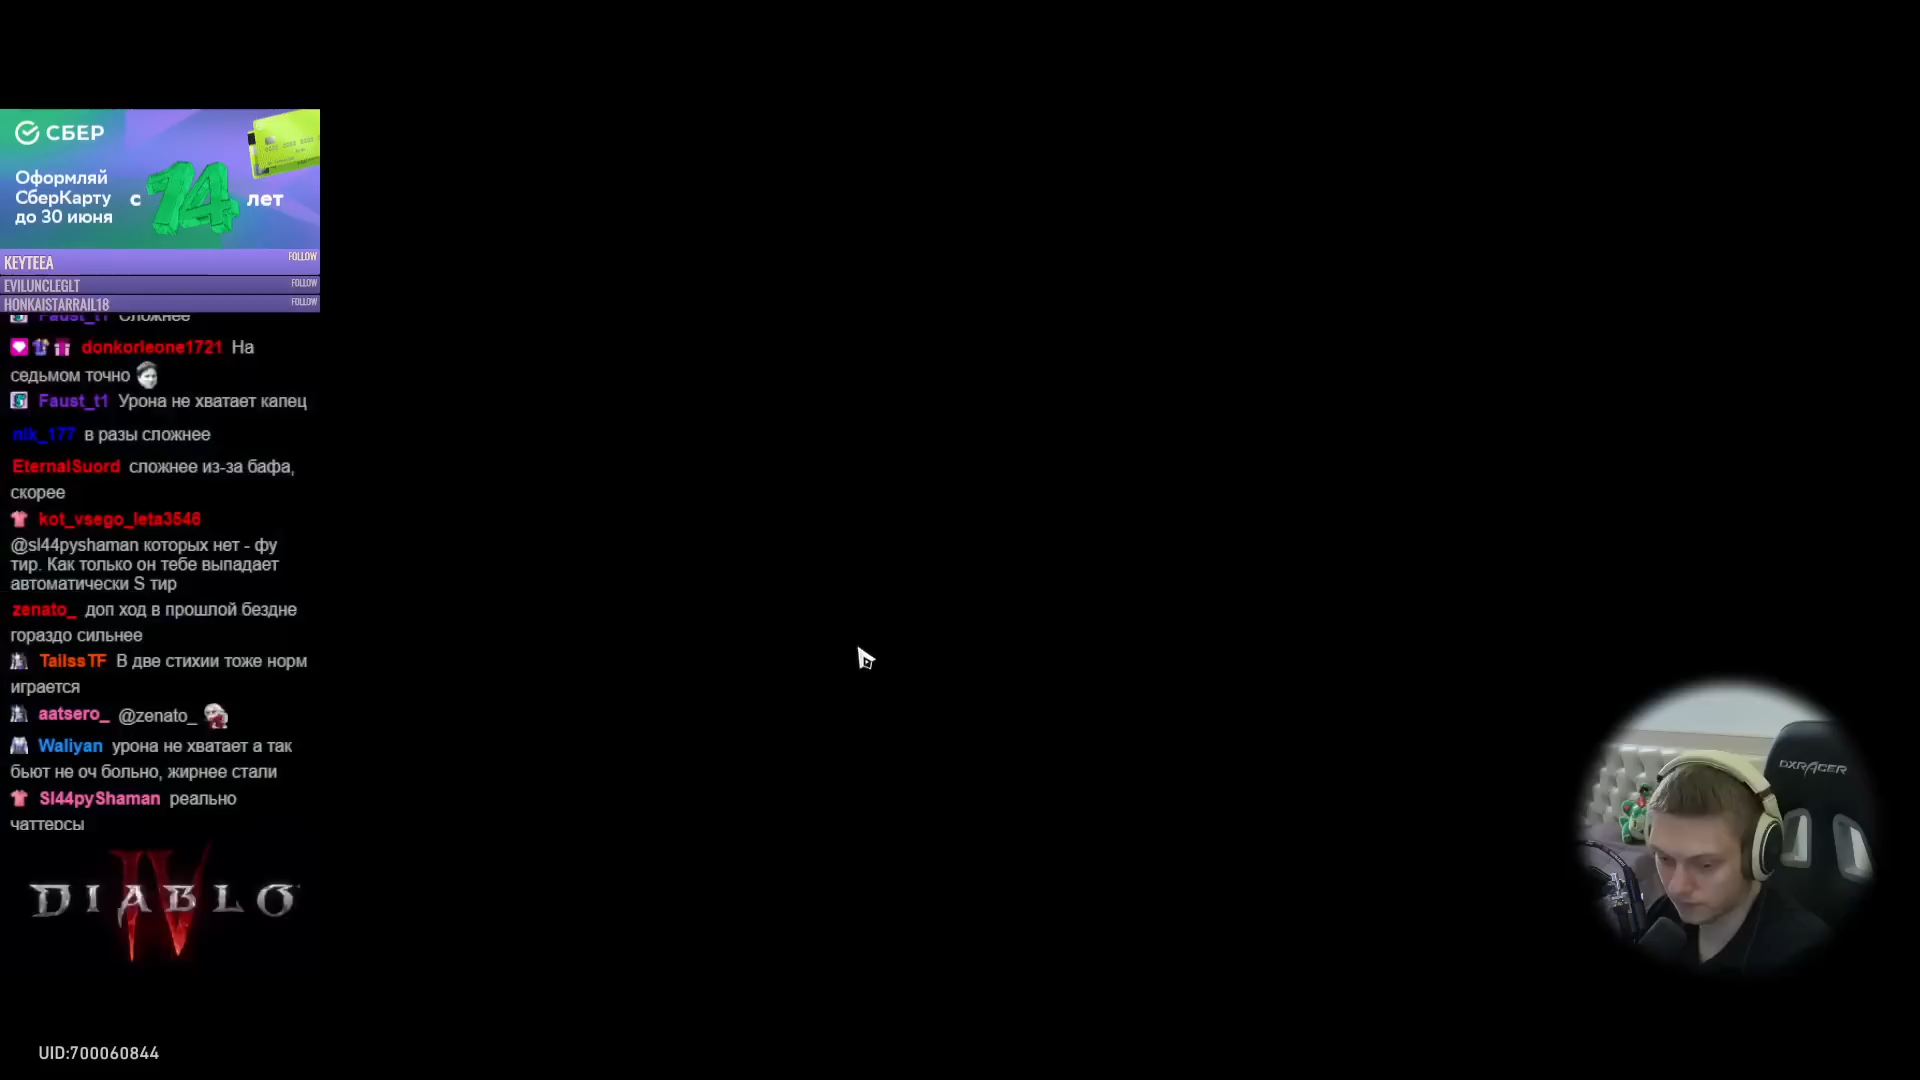 СБЕР
Оформляй
СберКарту
до 30 июня
с 14 лет
KEYTEEA FOLLOW
EVILUNCLEGLT FOLLOW
HONKAISTARRAIL18 FOLLOW
Faust_t1 Сложнее
donkorleone1721 На
седьмом точно
Faust_t1 Урона не хватает капец
nik_177 в разы сложнее
EternalSuord сложнее из-за бафа,
скорее
kot_vsego_leta3546
@sl44pyshaman которых нет - фу
тир. Как только он тебе выпадает
автоматически S тир
zenato_ доп ход в прошлой бездне
гораздо сильнее
TailssTF В две стихии тоже норм
играется
aatsero_ @zenato_
Waliyan урона не хватает а так
бьют не оч больно, жирнее стали
Sl44pyShaman реально
чаттерсы
DIABLO
IV
DXRACER
UID:700060844